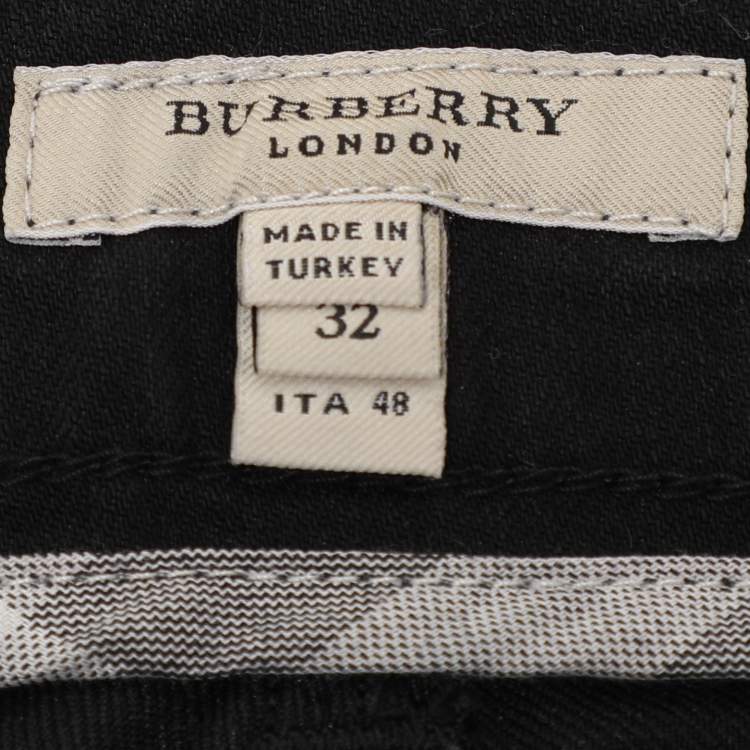 BURBERRY
LONDON
MADE IN
TURKEY
32
ITA 48